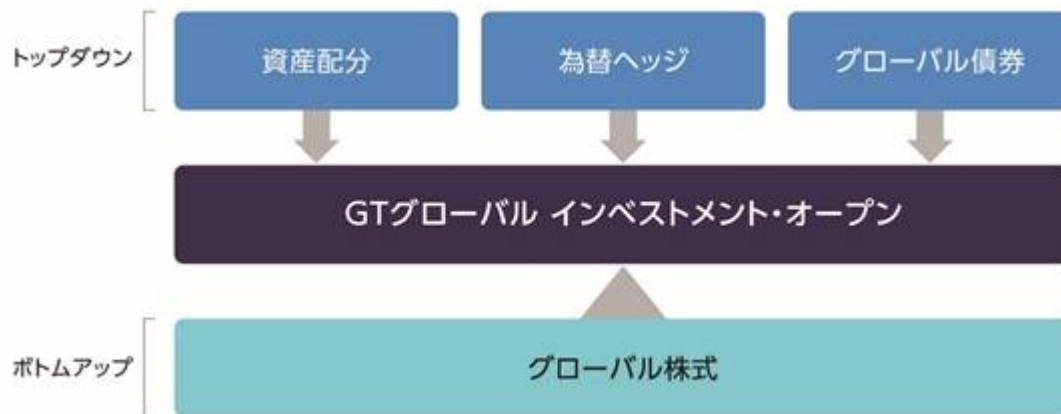 トップダウン
資産配分
為替ヘッジ
グローバル債券
GTグローバル インベストメント・オープン
ボトムアップ
グローバル株式